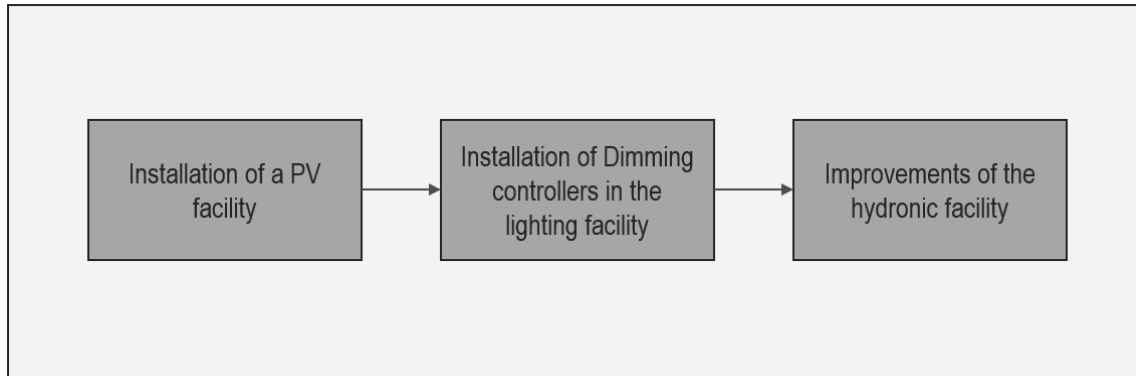 Installation of a PV
facility
Installation of Dimming
controllers in the
lighting facility
Improvements of the
hydronic facility